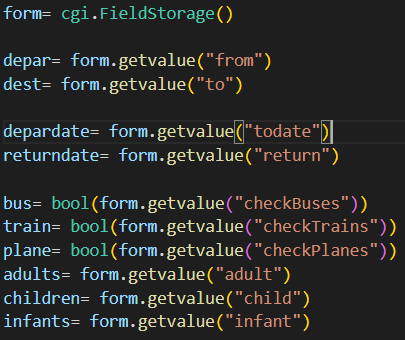 form= cgi.FieldStorage()
depar= form.getvalue("from")
dest= form.getvalue("to")
depardate= form.getvalue("todate")
returndate= form.getvalue("return")
bus= bool(form.getvalue("checkBuses"))
train= bool(form.getvalue("checkTrains"))
plane= bool(form.getvalue("checkPlanes"))
adults= form.getvalue("adult")
children= form.getvalue("child")
infants= form.getvalue("infant")